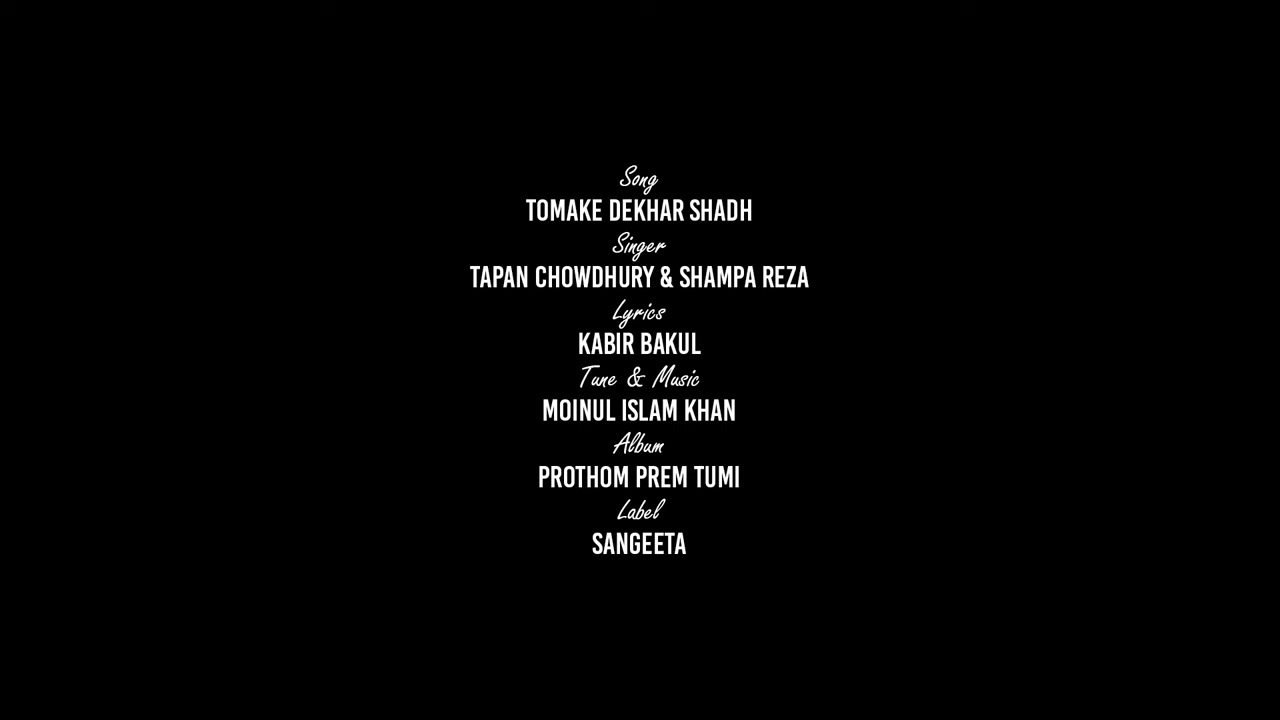 Song
TOMAKE DEKHAR SHADH
Singer
TAPAN CHOWDHURY & SHAMPA REZA
Lyrics
KABIR BAKUL
Tune & Music
MOINUL ISLAM KHAN
Album
PROTHOM PREM TUMI
Label
SANGEETA